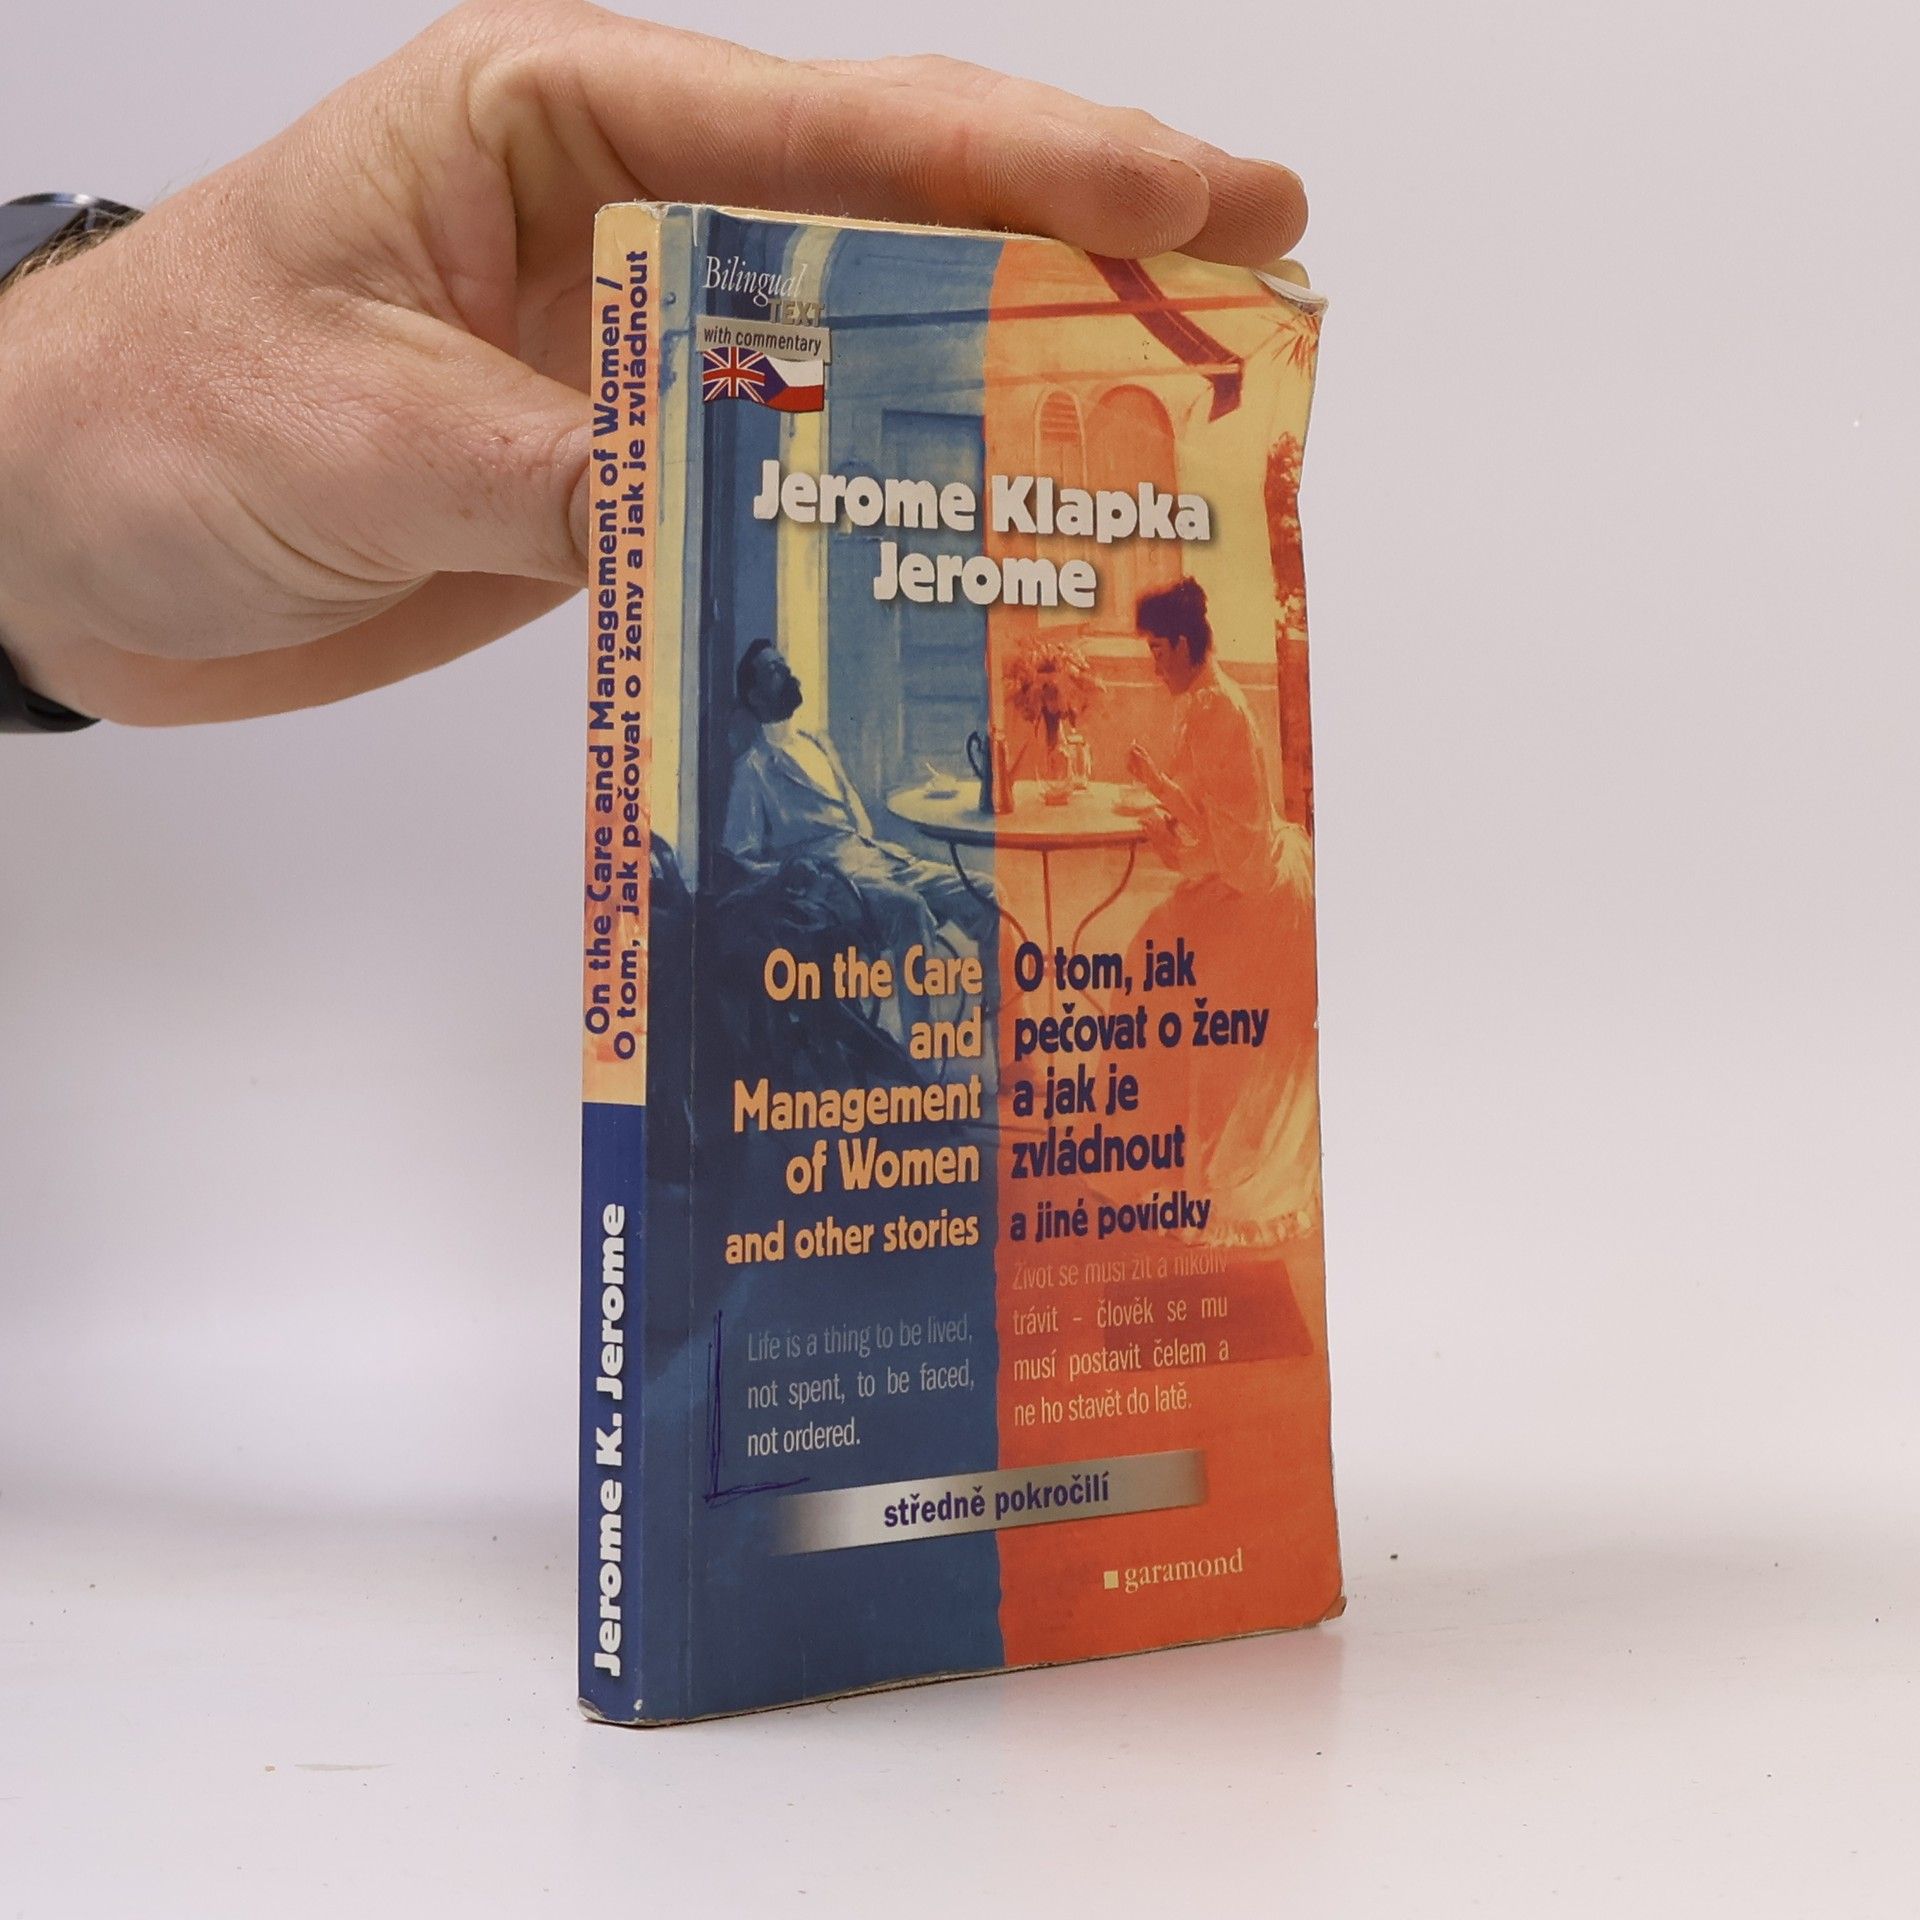 On the Care and Management of Women /
O tom, jak pečovat o ženy a jak je zvládnout
Jerome K. Jerome
Bilingual
TEXT
with commentary
Jerome Klapka
Jerome
On the Care
and
Management
of Women
and other stories
O tom, jak
pečovat o ženy
a jak je
zvládnout
a jiné povídky
Life is a thing to be lived,
not spent, to be faced,
not ordered.
Život se musí žít a nikoliv
trávit – člověk se mu
musí postavit čelem a
ne ho stavět do latě.
středně pokročilí
garamond